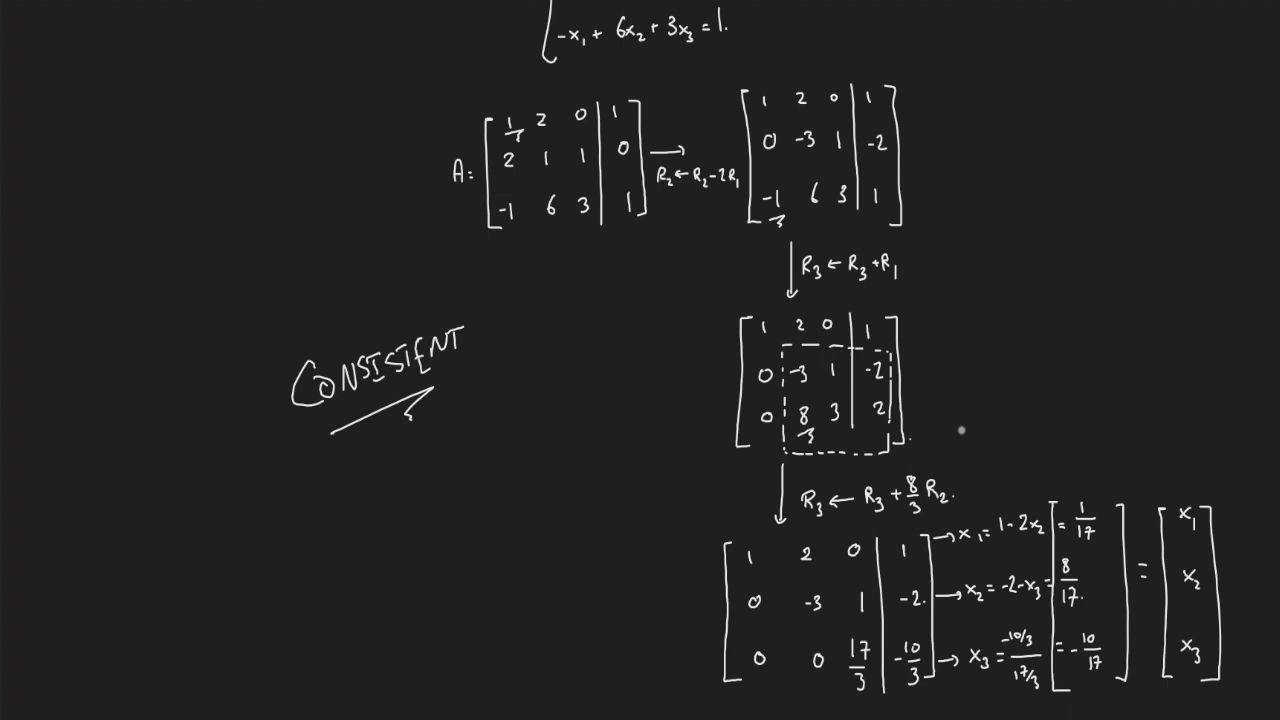 -x₁ + 6x₂ + 3x₃ = 1.
A: [ 1 2 0 | 1 ]
[ 2 1 1 | 0 ]
[ -1 6 3 | 1 ]
→ R₂ ← R₂ - 2R₁
[ 1 2 0 | 1 ]
[ 0 -3 1 | -2 ]
[ -1 6 3 | 1 ]
↓ R₃ ← R₃ + R₁
[ 1 2 0 | 1 ]
[ 0 -3 1 | -2 ]
[ 0 8 3 | 2 ].
CONSISTENT
↓ R₃ ← R₃ + 8/3 R₂.
[ 1 2 0 | 1 ] → x₁ = 1 - 2x₂ [ = 1/17 ] [ x₁ ]
[ 0 -3 1 | -2. ] → x₂ = -2 - x₃ [ = 8/17. ] = [ x₂ ]
[ 0 0 17/3 | -10/3 ] → x₃ = -10/3 / 17/3 [ = -10/17 ] [ x₃ ]